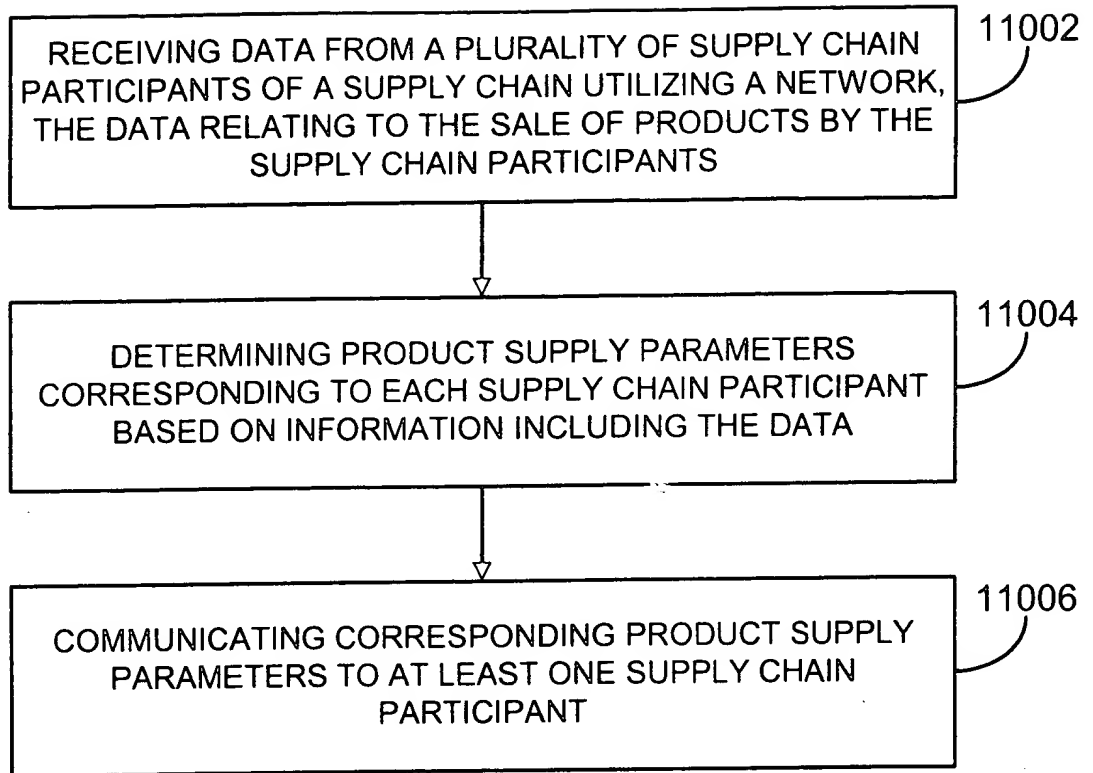 RECEIVING DATA FROM A PLURALITY OF SUPPLY CHAIN
PARTICIPANTS OF A SUPPLY CHAIN UTILIZING A NETWORK,
THE DATA RELATING TO THE SALE OF PRODUCTS BY THE
SUPPLY CHAIN PARTICIPANTS
11002
DETERMINING PRODUCT SUPPLY PARAMETERS
CORRESPONDING TO EACH SUPPLY CHAIN PARTICIPANT
BASED ON INFORMATION INCLUDING THE DATA
11004
COMMUNICATING CORRESPONDING PRODUCT SUPPLY
PARAMETERS TO AT LEAST ONE SUPPLY CHAIN
PARTICIPANT
11006